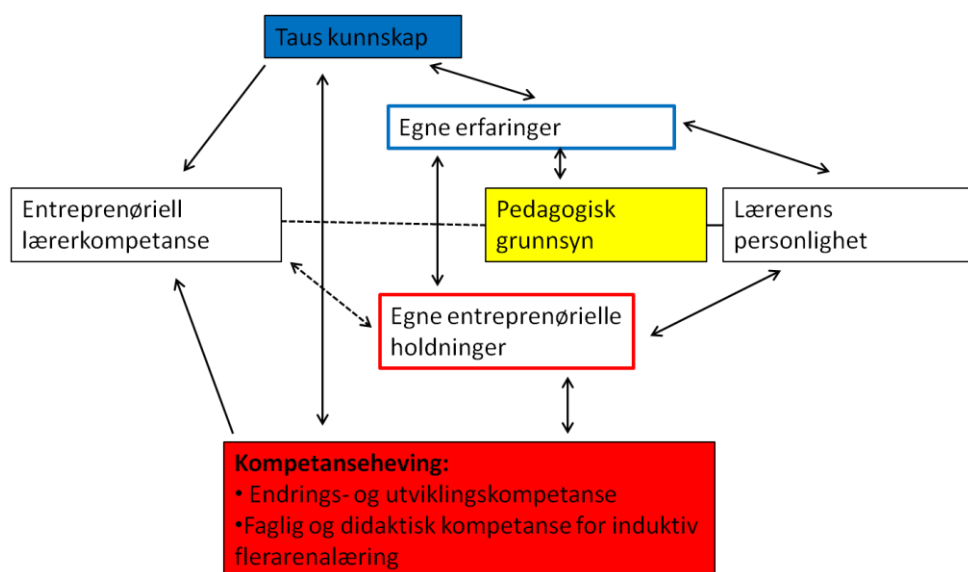 Taus kunnskap
Egne erfaringer
Entreprenøriell
lærerkompetanse
Pedagogisk
grunnsyn
Lærerens
personlighet
Egne entreprenørielle
holdninger
Kompetanseheving:
• Endrings- og utviklingskompetanse
•Faglig og didaktisk kompetanse for induktiv
flerarenalæring